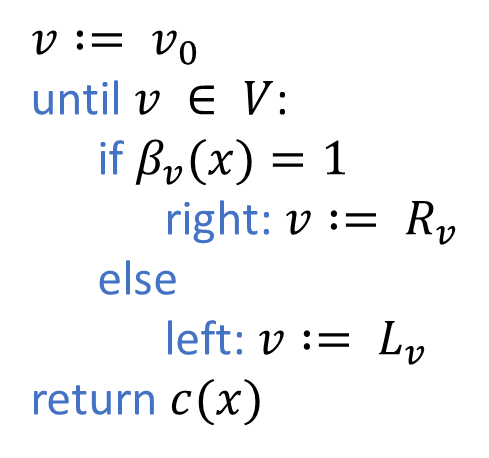 v := v₀
until v ∈ V:
if βᵥ(x) = 1
right: v := Rᵥ
else
left: v := Lᵥ
return c(x)